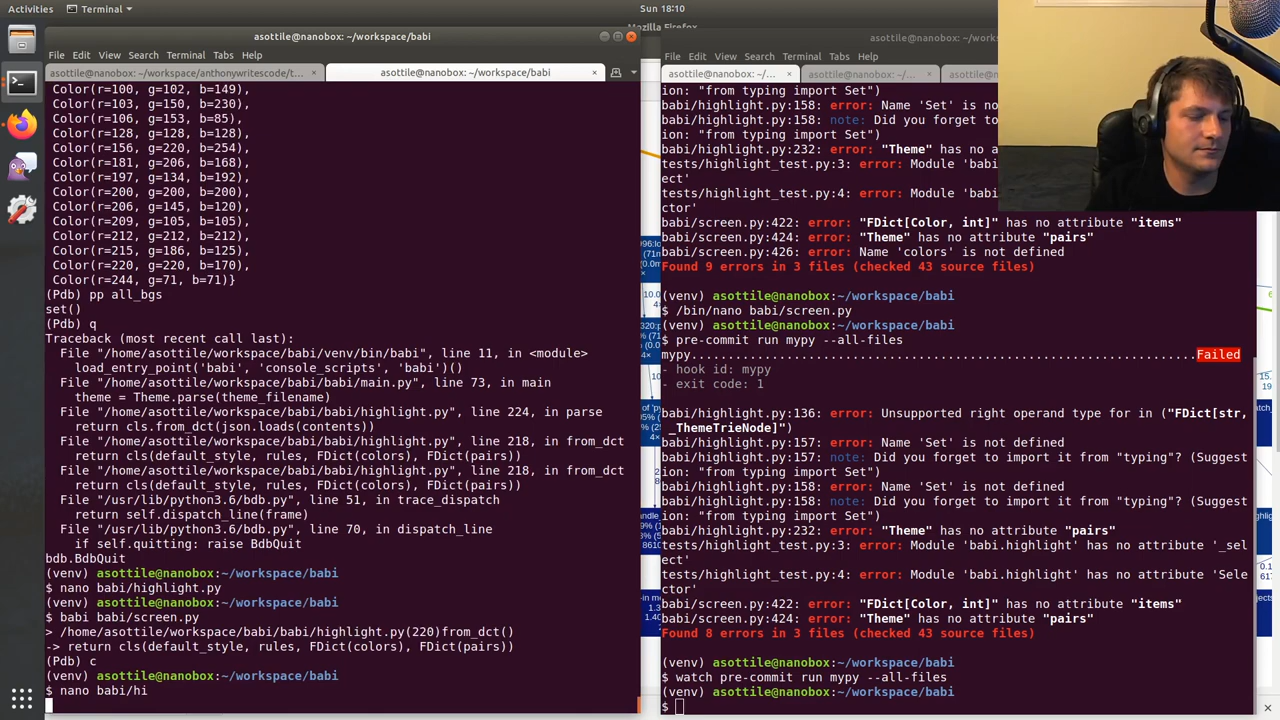 Activities
Terminal
Sun 18:10
Mozilla Firefox
asottile@nanobox: ~/workspace/babi
File Edit View Search Terminal Tabs Help
asottile@nanobox: ~/workspace/anthonywritescode/t...
asottile@nanobox: ~/workspace/babi
Color(r=100, g=102, b=149),
Color(r=103, g=150, b=230),
Color(r=106, g=153, b=85),
Color(r=128, g=128, b=128),
Color(r=156, g=220, b=254),
Color(r=181, g=206, b=168),
Color(r=197, g=134, b=192),
Color(r=200, g=200, b=200),
Color(r=206, g=145, b=120),
Color(r=209, g=105, b=105),
Color(r=212, g=212, b=212),
Color(r=215, g=186, b=125),
Color(r=220, g=220, b=170),
Color(r=244, g=71, b=71)}
(Pdb) pp all_bgs
set()
(Pdb) q
Traceback (most recent call last):
File "/home/asottile/workspace/babi/venv/bin/babi", line 11, in <module>
load_entry_point('babi', 'console_scripts', 'babi')()
File "/home/asottile/workspace/babi/babi/main.py", line 73, in main
theme = Theme.parse(theme_filename)
File "/home/asottile/workspace/babi/babi/highlight.py", line 224, in parse
return cls.from_dct(json.loads(contents))
File "/home/asottile/workspace/babi/babi/highlight.py", line 218, in from_dct
return cls(default_style, rules, FDict(colors), FDict(pairs))
File "/home/asottile/workspace/babi/babi/highlight.py", line 218, in from_dct
return cls(default_style, rules, FDict(colors), FDict(pairs))
File "/usr/lib/python3.6/bdb.py", line 51, in trace_dispatch
return self.dispatch_line(frame)
File "/usr/lib/python3.6/bdb.py", line 70, in dispatch_line
if self.quitting: raise BdbQuit
bdb.BdbQuit
(venv) asottile@nanobox:~/workspace/babi
$ nano babi/highlight.py
(venv) asottile@nanobox:~/workspace/babi
$ babi babi/screen.py
> /home/asottile/workspace/babi/babi/highlight.py(220)from_dct()
-> return cls(default_style, rules, FDict(colors), FDict(pairs))
(Pdb) c
(venv) asottile@nanobox:~/workspace/babi
$ nano babi/hi
asottile@nanobox: ~/works
File Edit View Search Terminal Tabs Help
asottile@nanobox: ~/...
asottile@nanobox: ~/...
asottile@nano
ion: "from typing import Set")
babi/highlight.py:158: error: Name 'Set' is no
babi/highlight.py:158: note: Did you forget to
ion: "from typing import Set")
babi/highlight.py:232: error: "Theme" has no a
tests/highlight_test.py:3: error: Module 'babi
ect'
tests/highlight_test.py:4: error: Module 'babi.
ctor'
babi/screen.py:422: error: "FDict[Color, int]" has no attribute "items"
babi/screen.py:424: error: "Theme" has no attribute "pairs"
babi/screen.py:426: error: Name 'colors' is not defined
Found 9 errors in 3 files (checked 43 source files)
(venv) asottile@nanobox:~/workspace/babi
$ /bin/nano babi/screen.py
(venv) asottile@nanobox:~/workspace/babi
$ pre-commit run mypy --all-files
mypy.....................................................................Failed
- hook id: mypy
- exit code: 1
babi/highlight.py:136: error: Unsupported right operand type for in ("FDict[str,
_ThemeTrieNode]")
babi/highlight.py:157: error: Name 'Set' is not defined
babi/highlight.py:157: note: Did you forget to import it from "typing"? (Suggest
ion: "from typing import Set")
babi/highlight.py:158: error: Name 'Set' is not defined
babi/highlight.py:158: note: Did you forget to import it from "typing"? (Suggest
ion: "from typing import Set")
babi/highlight.py:232: error: "Theme" has no attribute "pairs"
tests/highlight_test.py:3: error: Module 'babi.highlight' has no attribute '_sel
ect'
tests/highlight_test.py:4: error: Module 'babi.highlight' has no attribute 'Sele
ctor'
babi/screen.py:422: error: "FDict[Color, int]" has no attribute "items"
babi/screen.py:424: error: "Theme" has no attribute "pairs"
Found 8 errors in 3 files (checked 43 source files)
(venv) asottile@nanobox:~/workspace/babi
$ watch pre-commit run mypy --all-files
(venv) asottile@nanobox:~/workspace/babi
$